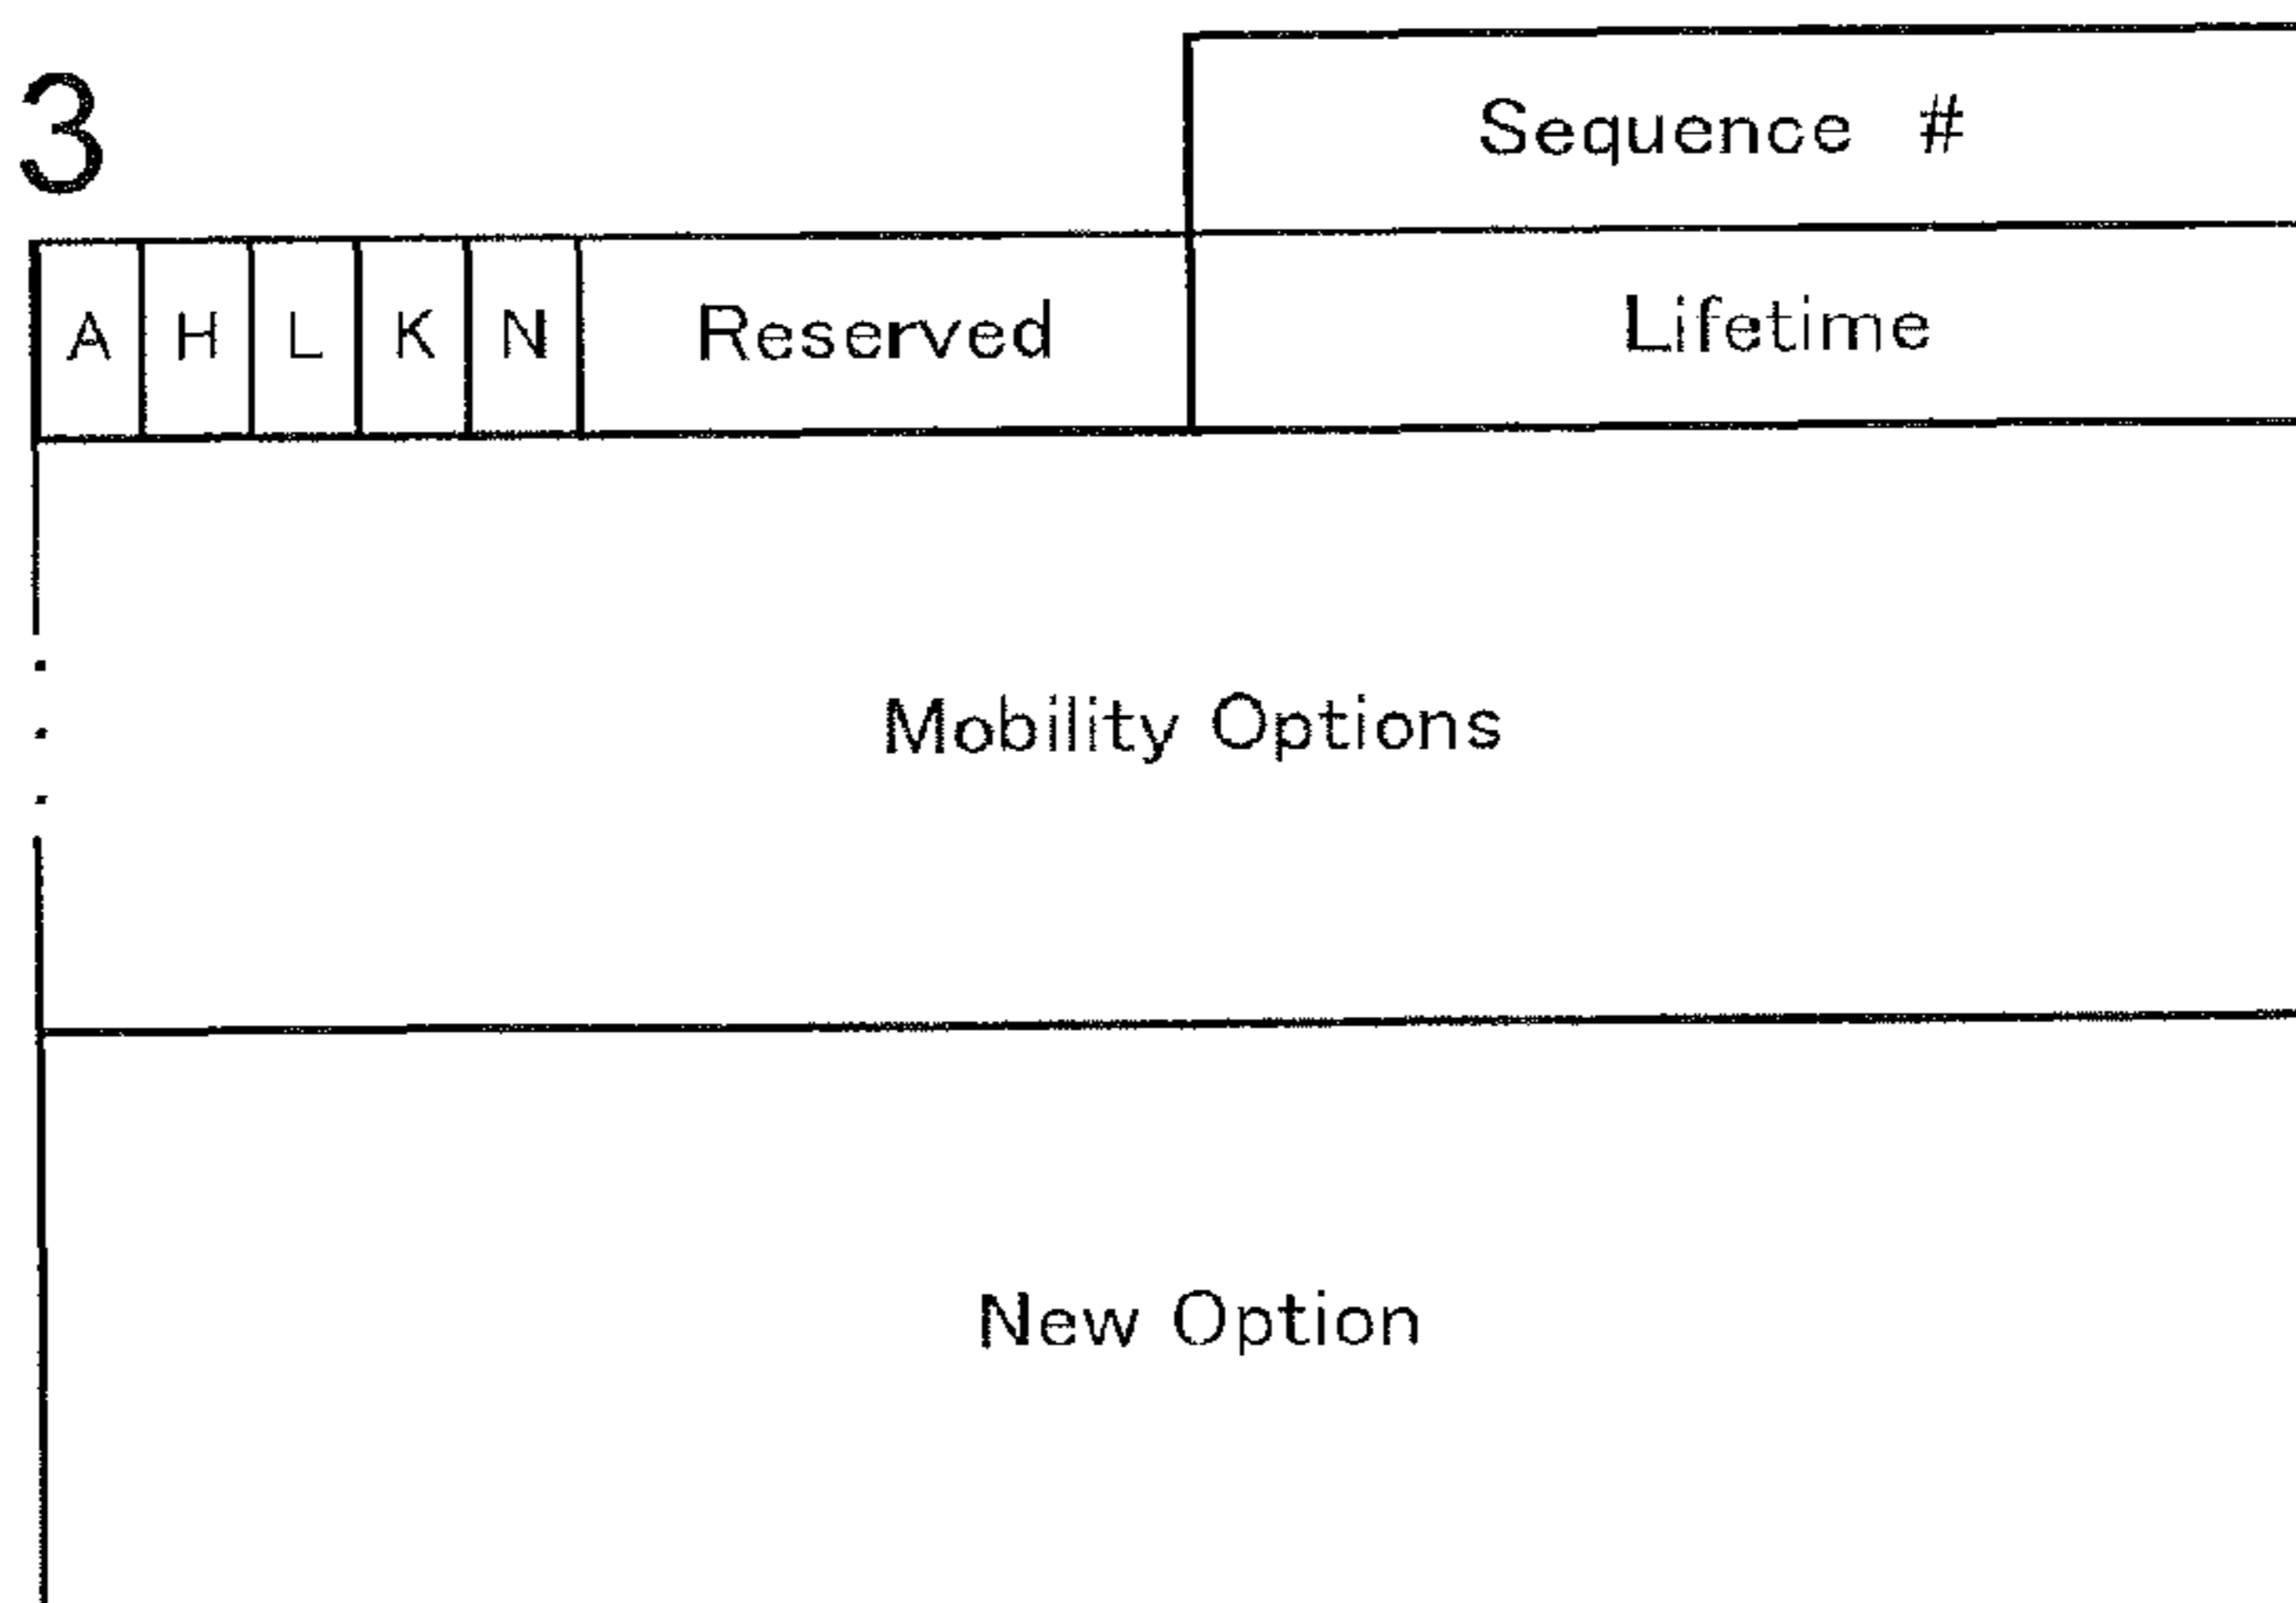 3
Sequence #
A H L K N Reserved Lifetime
Mobility Options
New Option